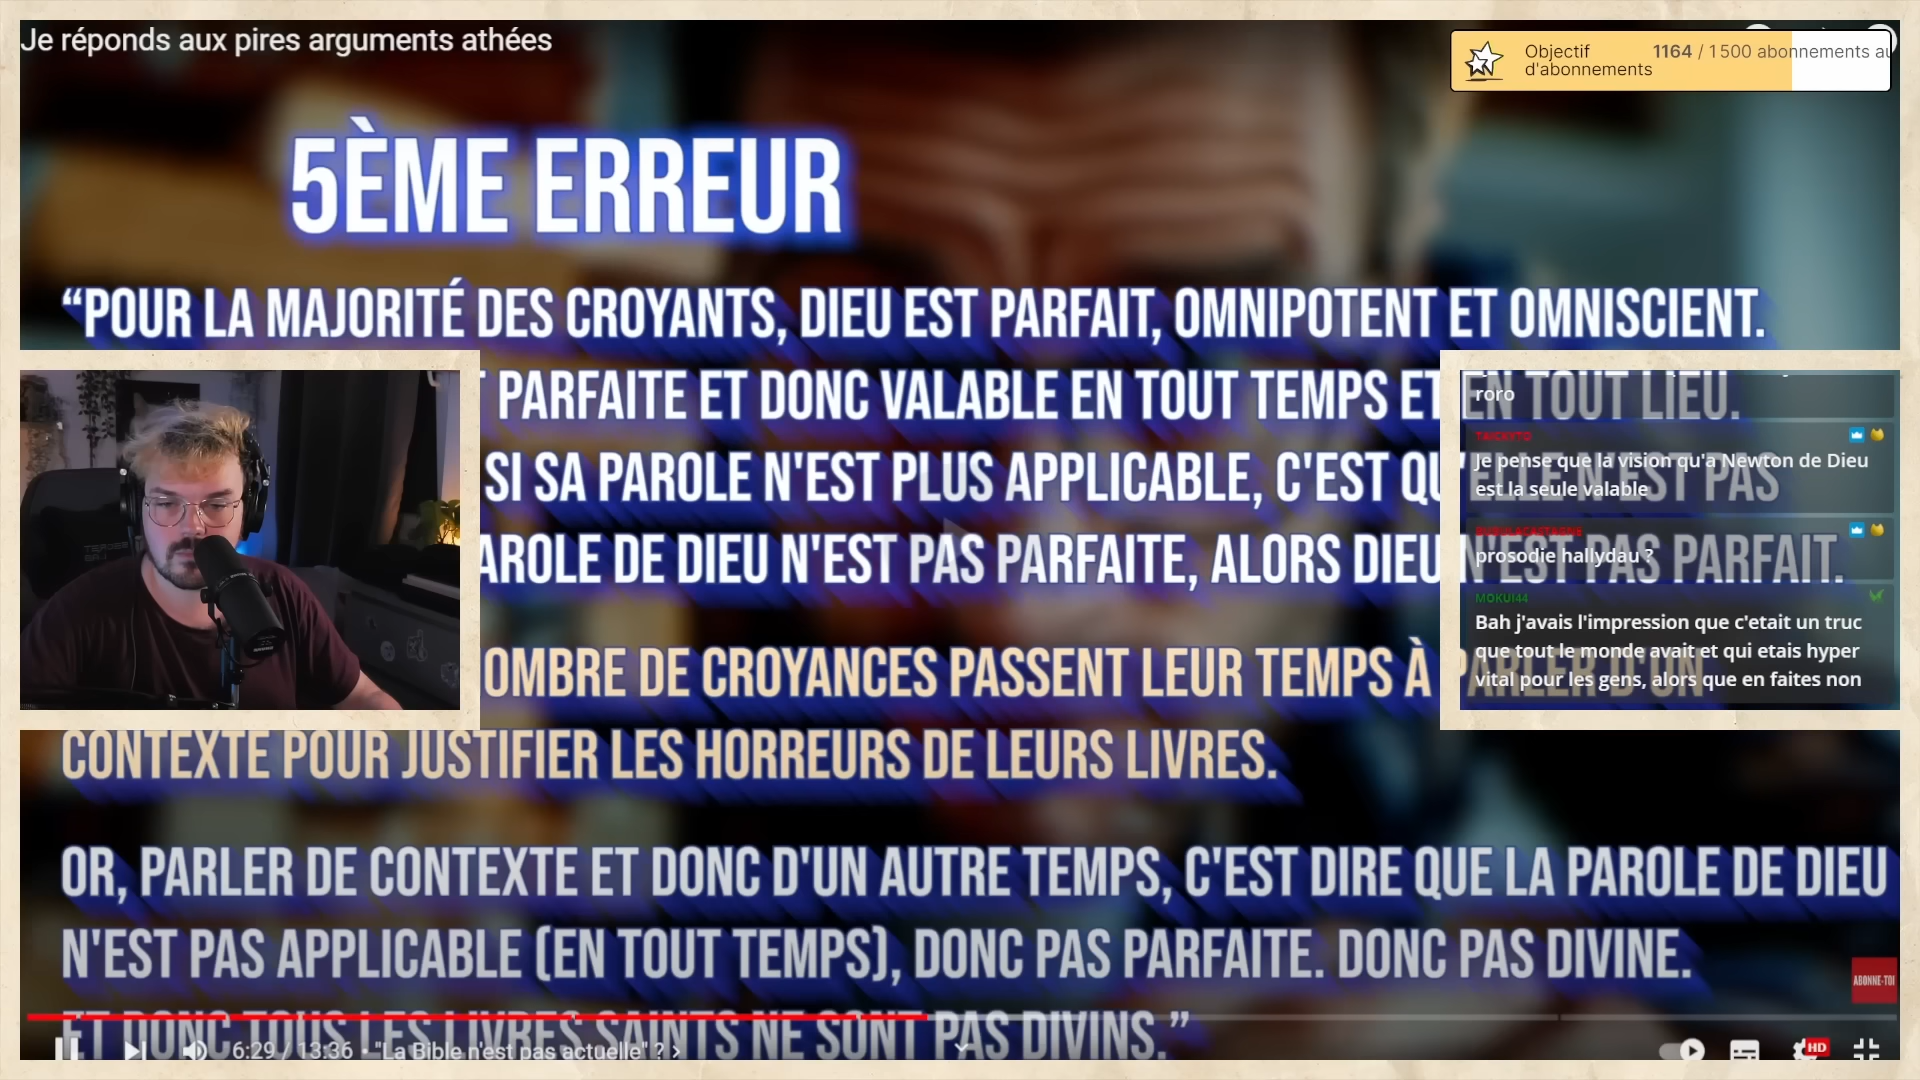 Je réponds aux pires arguments athées
Objectif d'abonnements
1164 / 1500 abonnements au
5ÈME ERREUR
“POUR LA MAJORITÉ DES CROYANTS, DIEU EST PARFAIT, OMNIPOTENT ET OMNISCIENT.
PARFAITE ET DONC VALABLE EN TOUT TEMPS ET EN TOUT LIEU.
SI SA PAROLE N'EST PLUS APPLICABLE, C'EST QU'ELLE N'EST PAS
AROLE DE DIEU N'EST PAS PARFAITE, ALORS DIEU N'EST PAS PARFAIT.
OMBRE DE CROYANCES PASSENT LEUR TEMPS À PARLER D'UN
CONTEXTE POUR JUSTIFIER LES HORREURS DE LEURS LIVRES.
OR, PARLER DE CONTEXTE ET DONC D'UN AUTRE TEMPS, C'EST DIRE QUE LA PAROLE DE DIEU
N'EST PAS APPLICABLE (EN TOUT TEMPS), DONC PAS PARFAITE. DONC PAS DIVINE.
ET DONC TOUS LES LIVRES SAINTS NE SONT PAS DIVINS.”
roro
Je pense que la vision qu'a Newton de Dieu
est la seule valable
prosodie hallydau ?
MOKUI44
Bah j'avais l'impression que c'etait un truc
que tout le monde avait et qui etais hyper
vital pour les gens, alors que en faites non
ABONNE-TOI
6:29 / 13:36 • "La Bible n'est pas actuelle" ? ›
HD